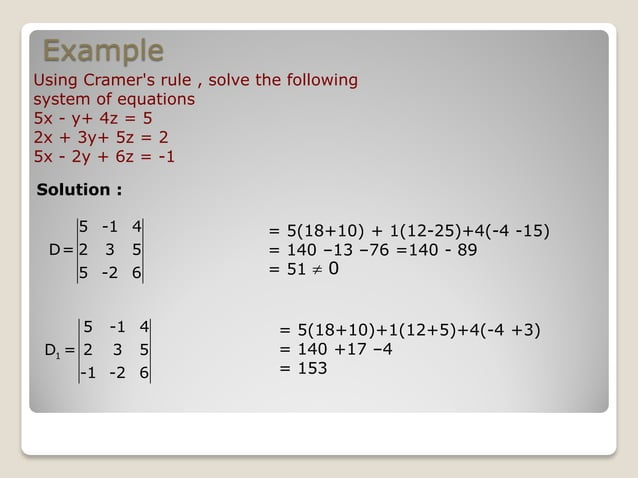 Example
Using Cramer's rule , solve the following
system of equations
5x - y+ 4z = 5
2x + 3y+ 5z = 2
5x - 2y + 6z = -1
Solution :
D = |5 -1 4|
|2 3 5|
|5 -2 6|
= 5(18+10) + 1(12-25)+4(-4 -15)
= 140 –13 –76 =140 - 89
= 51 ≠ 0
D₁ = |5 -1 4|
|2 3 5|
|-1 -2 6|
= 5(18+10)+1(12+5)+4(-4 +3)
= 140 +17 –4
= 153